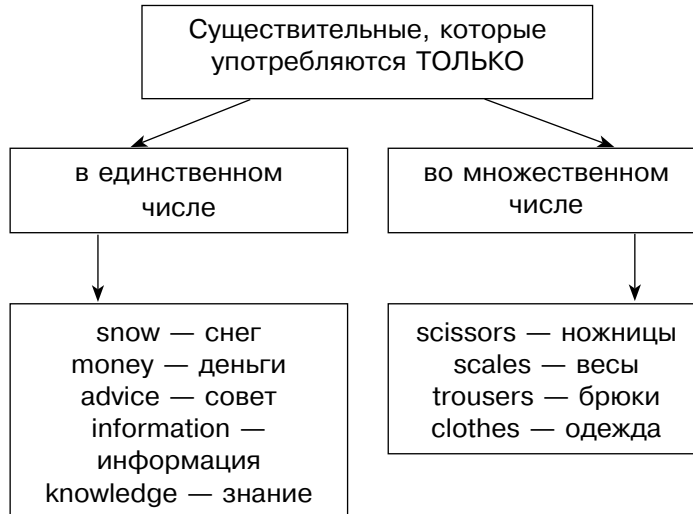 Существительные, которые
употребляются ТОЛЬКО
в единственном
числе
во множественном
числе
snow — снег
money — деньги
advice — совет
information —
информация
knowledge — знание
scissors — ножницы
scales — весы
trousers — брюки
clothes — одежда